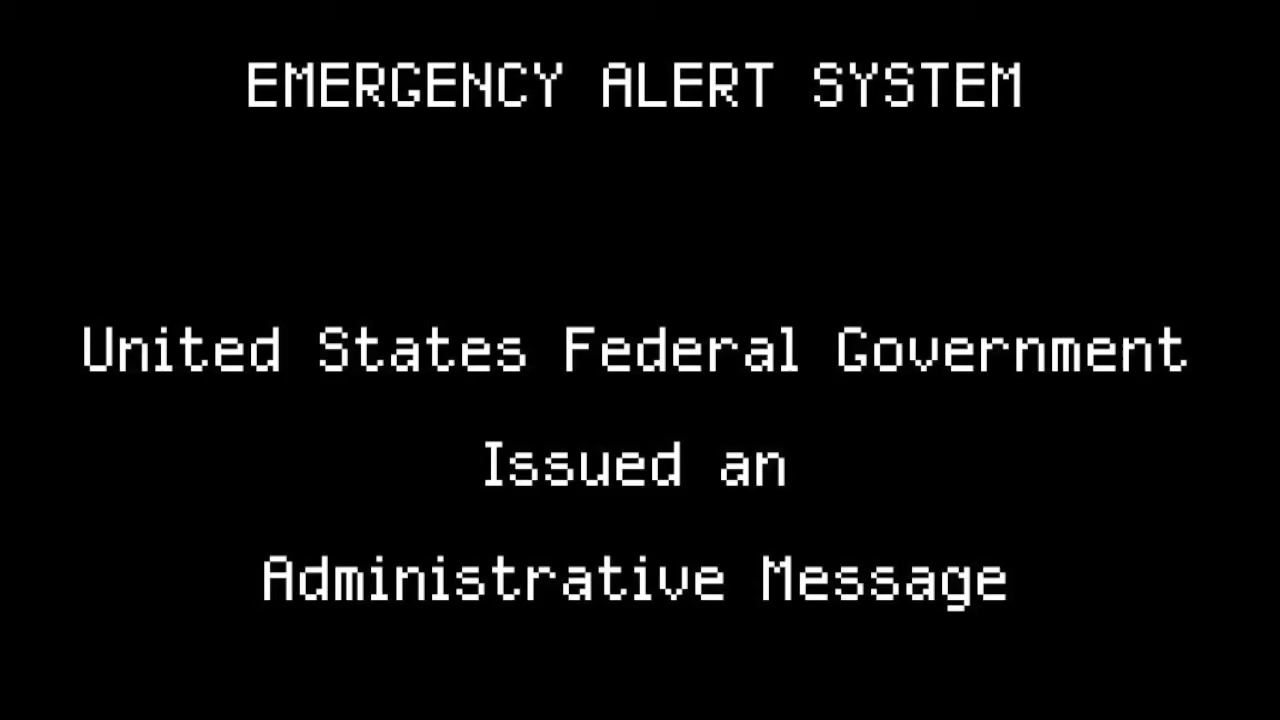 EMERGENCY ALERT SYSTEM
United States Federal Government
Issued an
Administrative Message